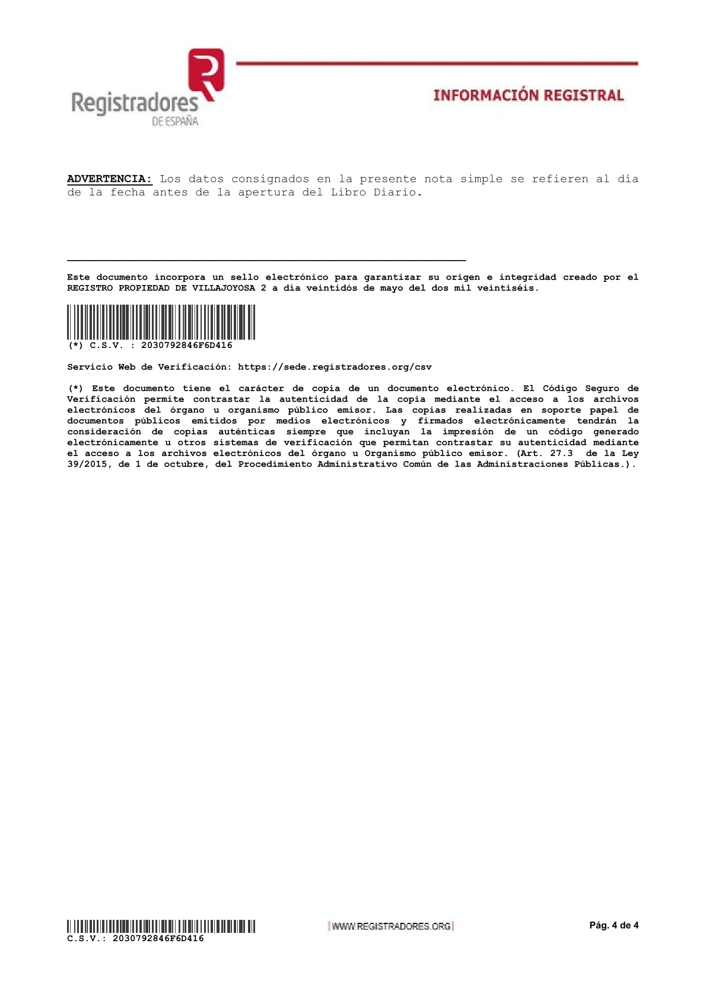 Registradores
DE ESPAÑA
INFORMACIÓN REGISTRAL
ADVERTENCIA: Los datos consignados en la presente nota simple se refieren al día
de la fecha antes de la apertura del Libro Diario.
Este documento incorpora un sello electrónico para garantizar su origen e integridad creado por el
REGISTRO PROPIEDAD DE VILLAJOYOSA 2 a día veintidós de mayo del dos mil veintiséis.
(*) C.S.V. : 2030792846F6D416
Servicio Web de Verificación: https://sede.registradores.org/csv
(*) Este documento tiene el carácter de copia de un documento electrónico. El Código Seguro de
Verificación permite contrastar la autenticidad de la copia mediante el acceso a los archivos
electrónicos del órgano u organismo público emisor. Las copias realizadas en soporte papel de
documentos públicos emitidos por medios electrónicos y firmados electrónicamente tendrán la
consideración de copias auténticas siempre que incluyan la impresión de un código generado
electrónicamente u otros sistemas de verificación que permitan contrastar su autenticidad mediante
el acceso a los archivos electrónicos del órgano u Organismo público emisor. (Art. 27.3 de la Ley
39/2015, de 1 de octubre, del Procedimiento Administrativo Común de las Administraciones Públicas.).
C.S.V.: 2030792846F6D416
WWW.REGISTRADORES.ORG
Pág. 4 de 4